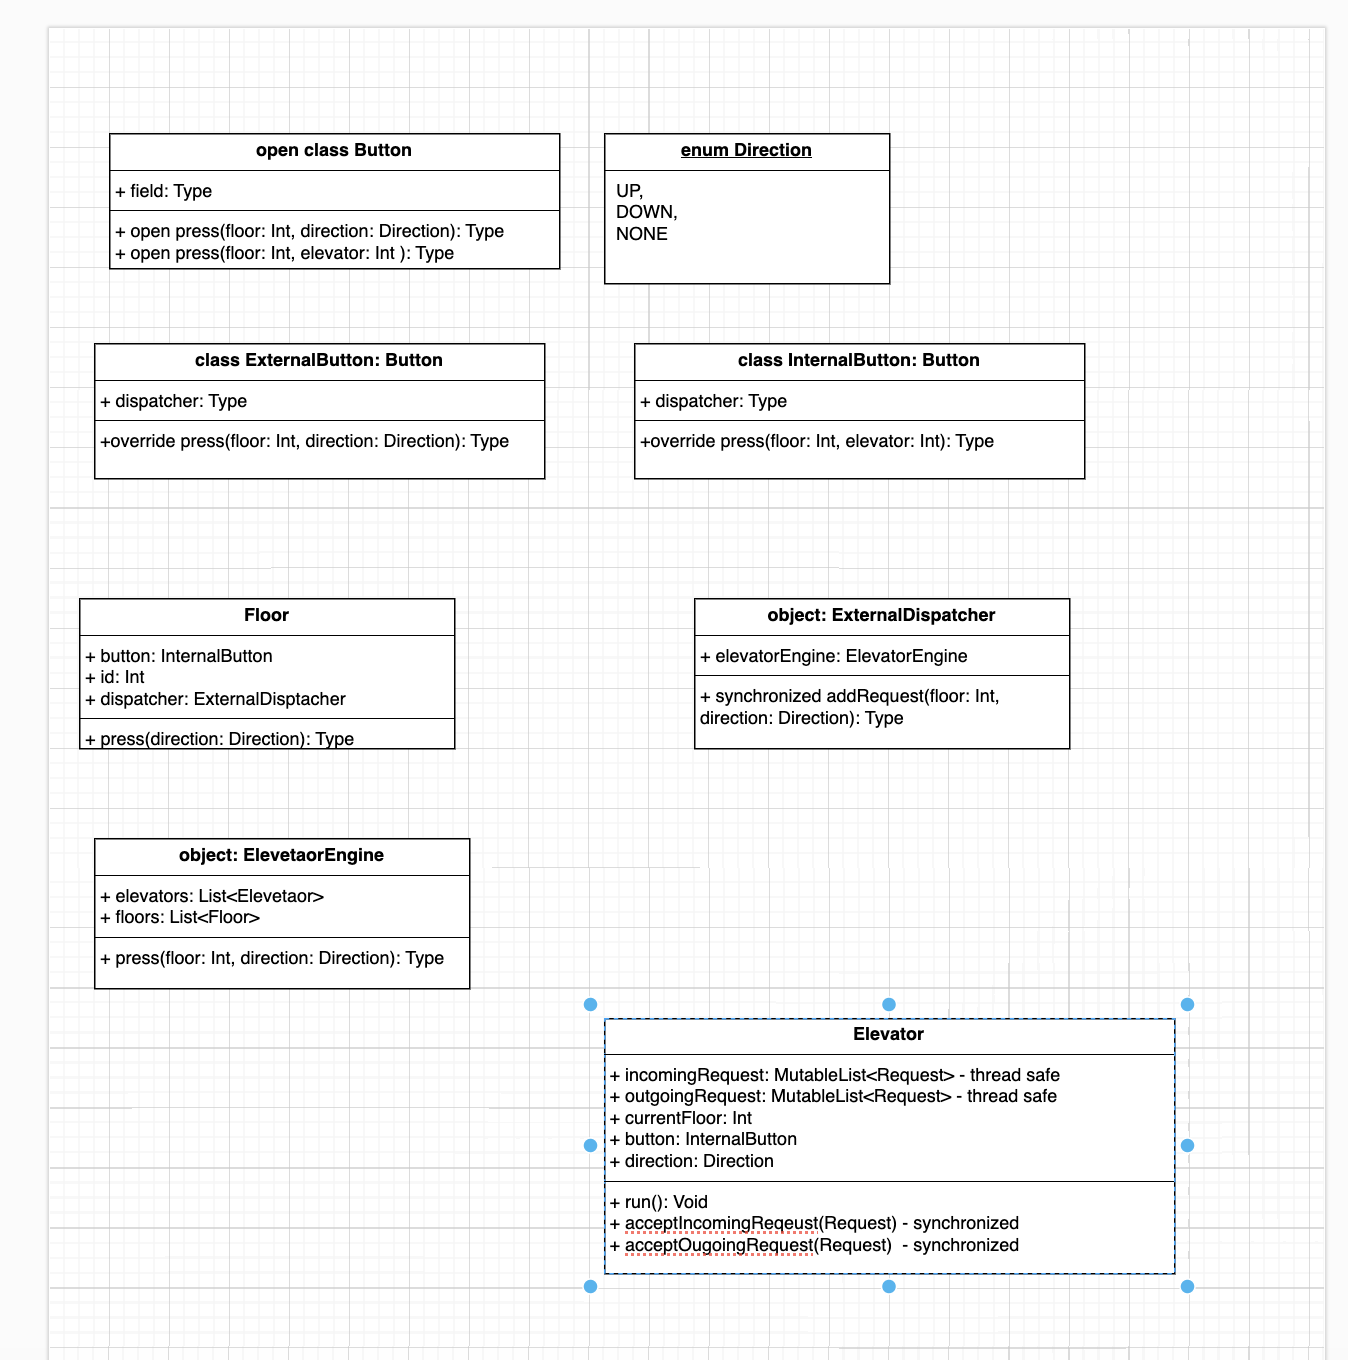 open class Button
+ field: Type
+ open press(floor: Int, direction: Direction): Type
+ open press(floor: Int, elevator: Int ): Type
enum Direction
UP,
DOWN,
NONE
class ExternalButton: Button
+ dispatcher: Type
+override press(floor: Int, direction: Direction): Type
class InternalButton: Button
+ dispatcher: Type
+override press(floor: Int, elevator: Int): Type
Floor
+ button: InternalButton
+ id: Int
+ dispatcher: ExternalDisptacher
+ press(direction: Direction): Type
object: ExternalDispatcher
+ elevatorEngine: ElevatorEngine
+ synchronized addRequest(floor: Int,
direction: Direction): Type
object: ElevetaorEngine
+ elevators: List<Elevetaor>
+ floors: List<Floor>
+ press(floor: Int, direction: Direction): Type
Elevator
+ incomingRequest: MutableList<Request> - thread safe
+ outgoingRequest: MutableList<Request> - thread safe
+ currentFloor: Int
+ button: InternalButton
+ direction: Direction
+ run(): Void
+ acceptIncomingReqeust(Request) - synchronized
+ acceptOugoingRequest(Request)  - synchronized